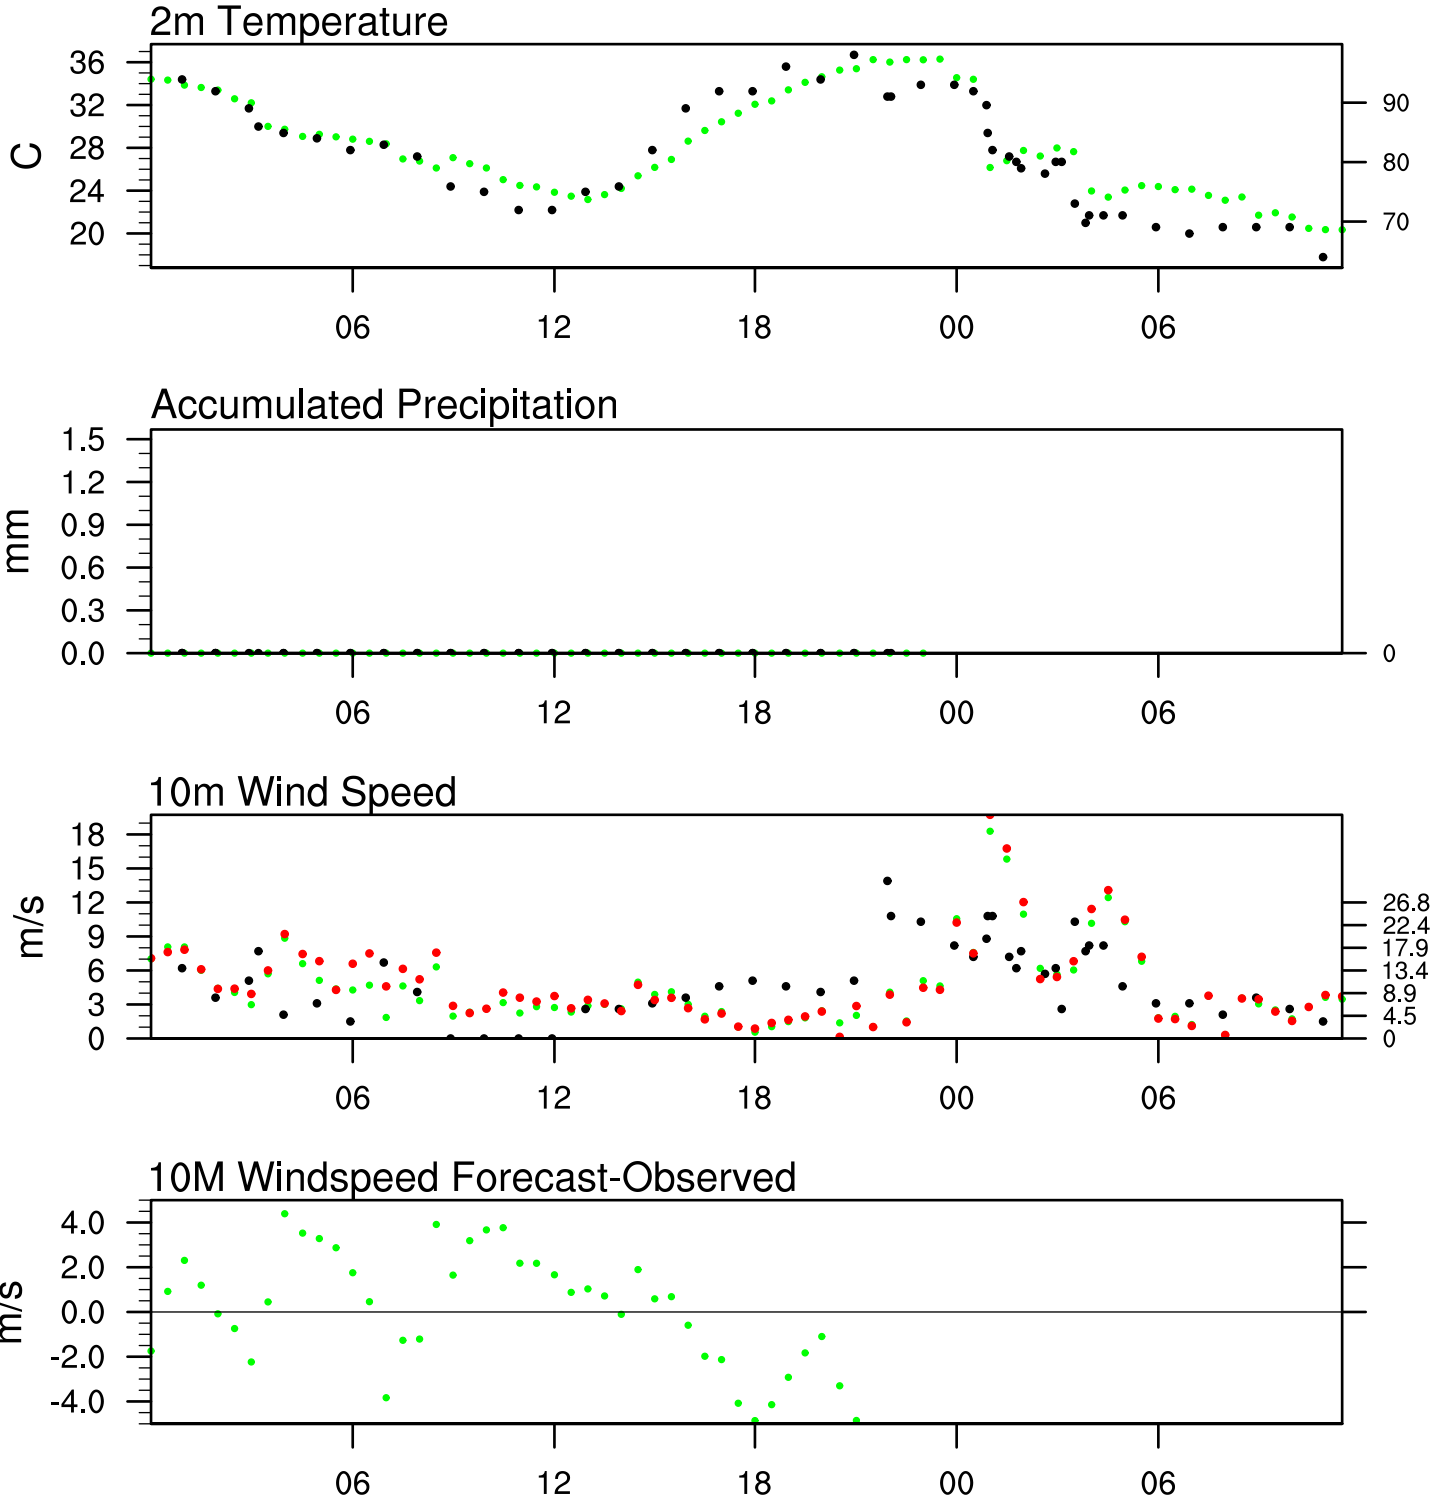 2m Temperature
36
32
28
24
20
C
90
80
70
06 12 18 00 06
Accumulated Precipitation
1.5
1.2
0.9
0.6
0.3
0.0
mm
0
06 12 18 00 06
10m Wind Speed
18
15
12
9
6
3
0
m/s
26.8
22.4
17.9
13.4
8.9
4.5
0
06 12 18 00 06
10M Windspeed Forecast-Observed
4.0
2.0
0.0
-2.0
-4.0
m/s
06 12 18 00 06